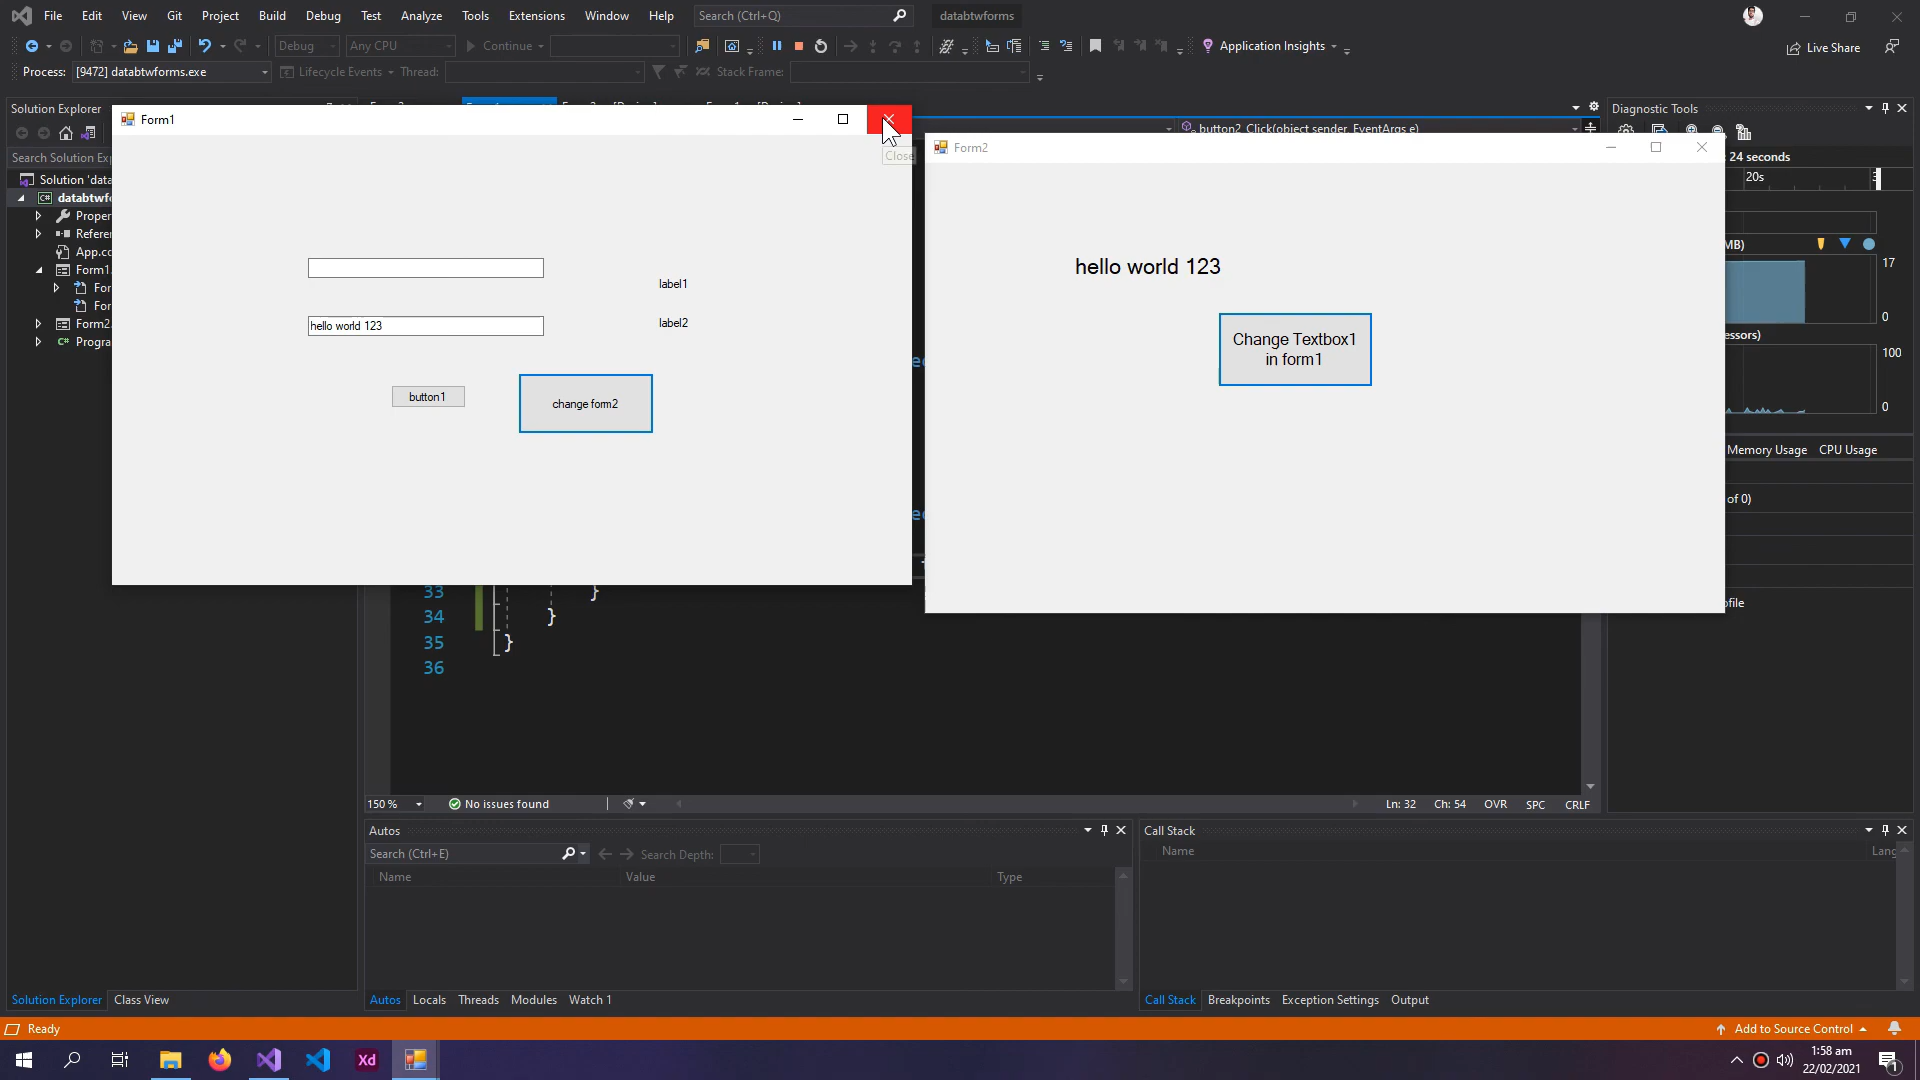 File Edit View Git Project Build Debug Test Analyze Tools Extensions Window Help Search (Ctrl+Q) databtwforms
Debug Any CPU Continue Application Insights Live Share
Process: [9472] databtwforms.exe Lifecycle Events Thread: Stack Frame:
Solution Explorer
Search Solution Exp
Solution 'data
databtwfo
Proper
Referen
App.co
Form1.
For
For
Form2.
Progra
Form1
Close
label1
hello world 123
label2
button1
change form2
button2_Click(object sender, EventArgs e)
Form2
hello world 123
Change Textbox1
in form1
Diagnostic Tools
24 seconds
20s
MB)
17
0
essors)
100
0
Memory Usage CPU Usage
of 0)
ofile
33 }
34 }
35 }
36
150 % No issues found Ln: 32 Ch: 54 OVR SPC CRLF
Autos
Search (Ctrl+E) Search Depth:
Name Value Type
Call Stack
Name Lang
Solution Explorer Class View
Autos Locals Threads Modules Watch 1
Call Stack Breakpoints Exception Settings Output
Ready Add to Source Control
Xd
1:58 am
22/02/2021
1